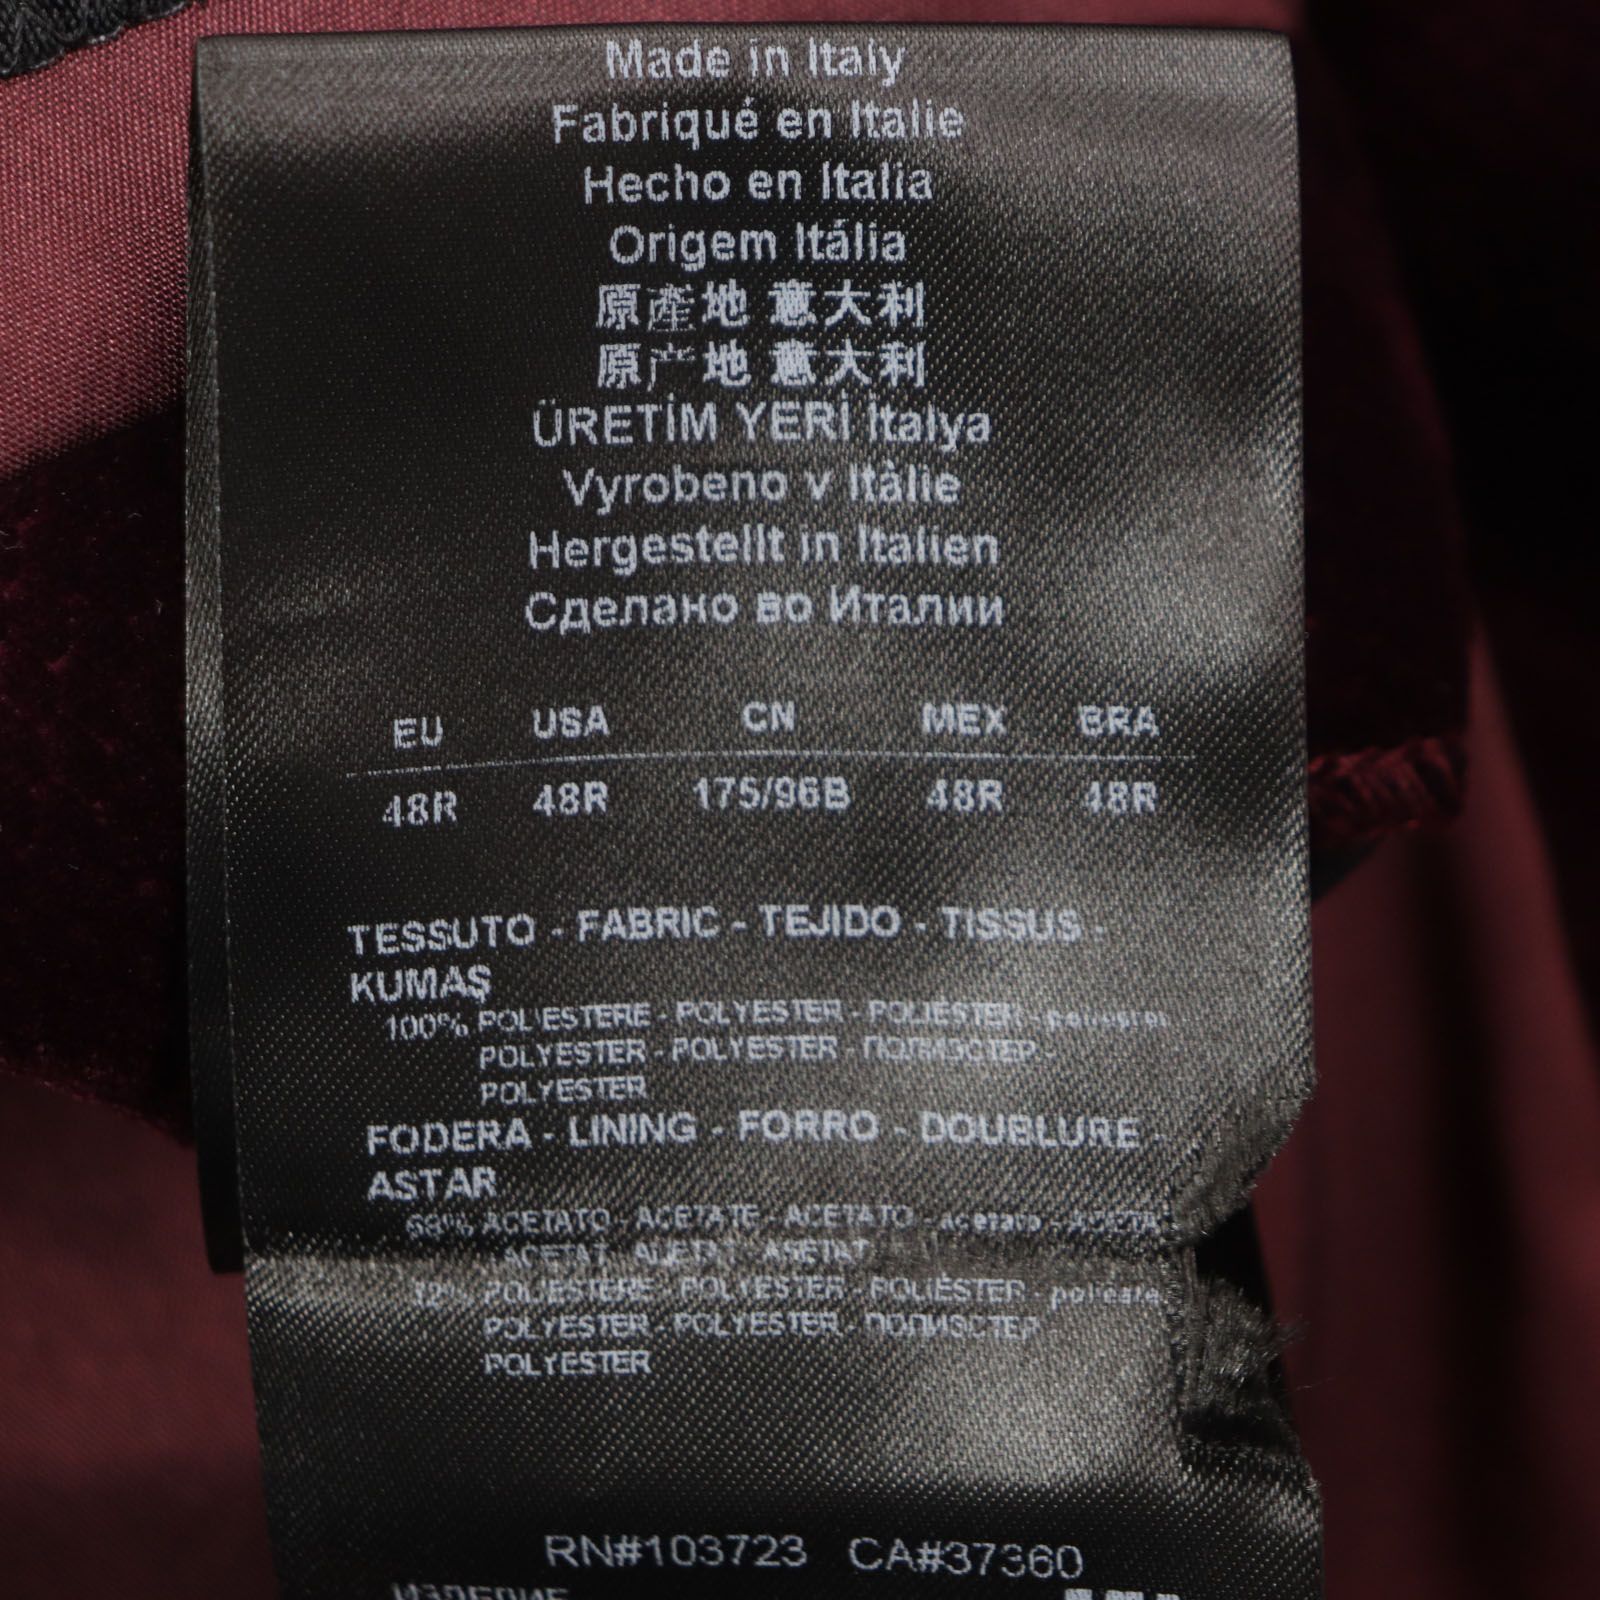 Made in Italy
Fabriqué en Italie
Hecho en Italia
Origem Itália
原產地 意大利
原产地 意大利
ÜRETİM YERİ İtalya
Vyrobeno v Itálie
Hergestellt in Italien
Сделано во Италии
EU USA CN MEX BRA
48R 48R 175/96B 48R 48R
TESSUTO - FABRIC - TEJIDO - TISSUS -
KUMAŞ
100% POLIESTERE - POLYESTER - POLIÉSTER -
POLYESTER - POLYESTER - ПОЛИЭСТЕР -
POLYESTER
FODERA - LINING - FORRO - DOUBLURE -
ASTAR
ACETATO - ACETATE - ACETATO - acetato -
ACETAT
POLIESTERE - POLYESTER - POLIÉSTER -
POLYESTER - POLYESTER - ПОЛИЭСТЕР -
POLYESTER
RN#103723 CA#37360